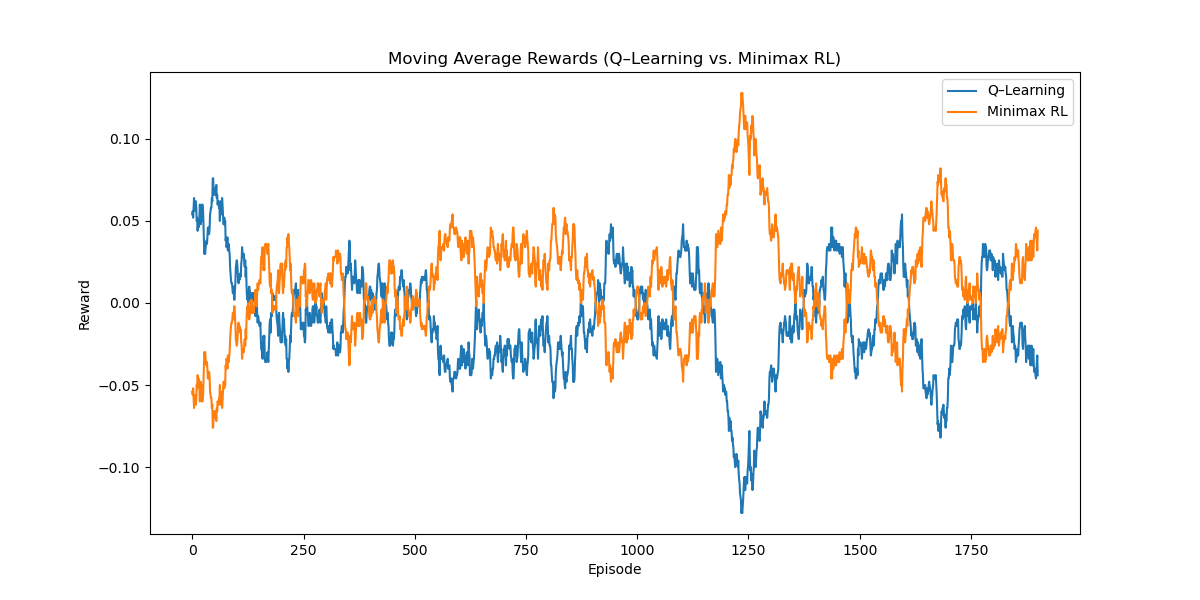 Moving Average Rewards (Q–Learning vs. Minimax RL)
Q–Learning
Minimax RL
Reward
0.10
0.05
0.00
−0.05
−0.10
0
250
500
750
1000
1250
1500
1750
Episode